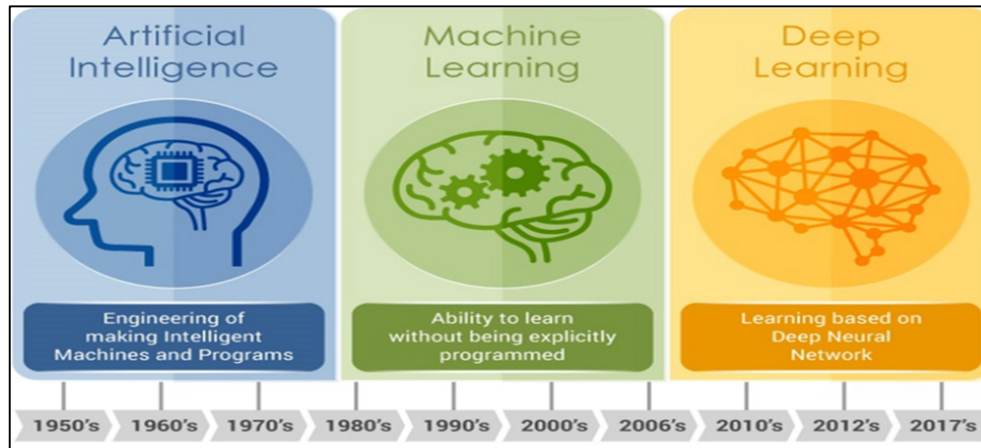 Artificial
Intelligence
Engineering of
making Intelligent
Machines and Programs
Machine
Learning
Ability to learn
without being explicitly
programmed
Deep
Learning
Learning based on
Deep Neural
Network
1950's 1960's 1970's 1980's 1990's 2000's 2006's 2010's 2012's 2017's